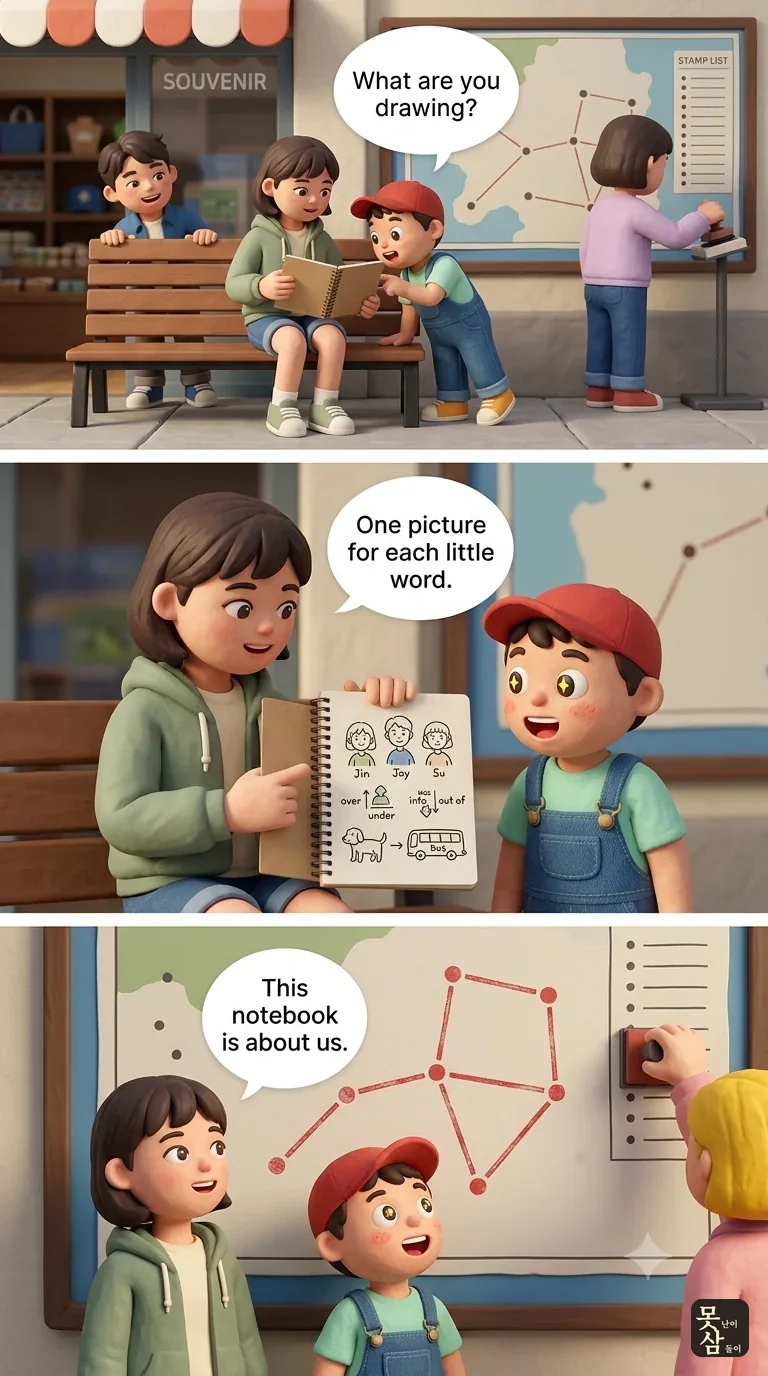 SOUVENIR
What are you
drawing?
STAMP LIST
One picture
for each little
word.
Jin Joy Su
over
under
into out of
Bus
This
notebook
is about us.
못난이
삼돌이